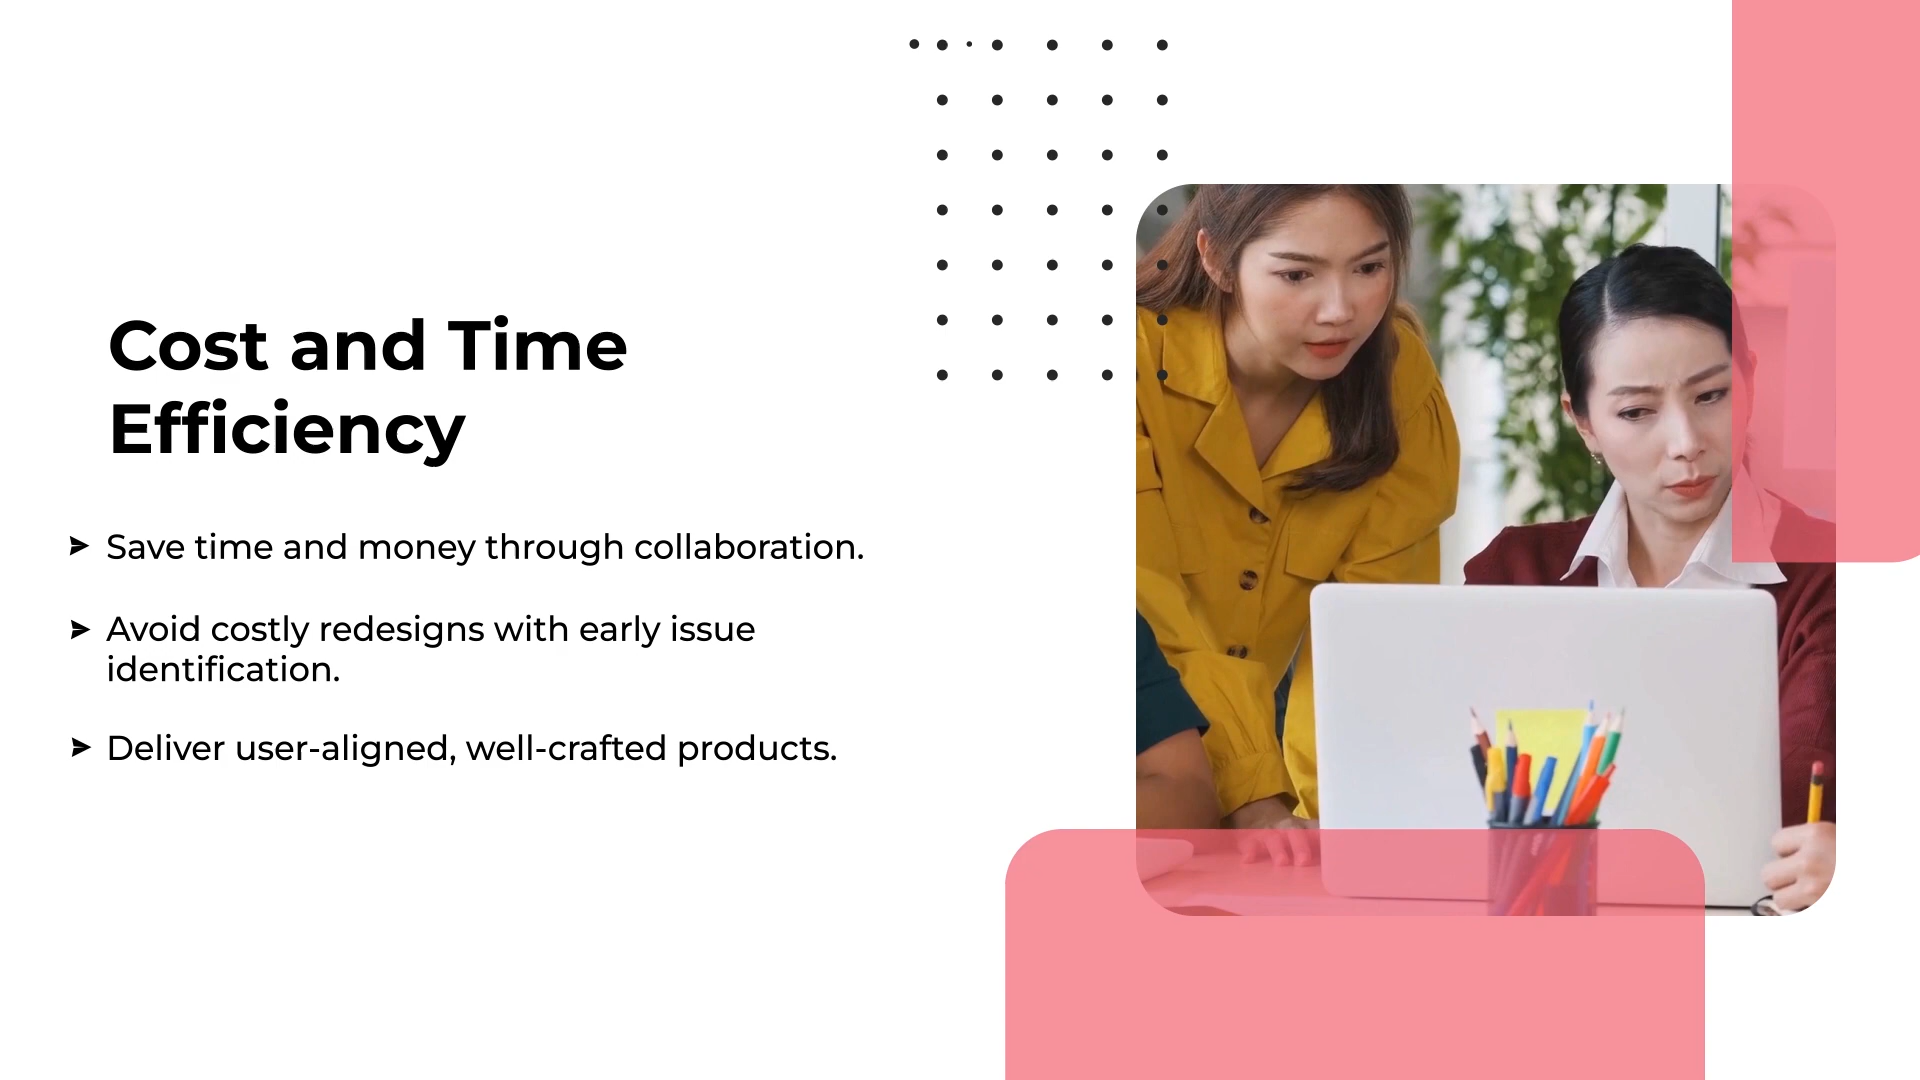 Cost and Time
Efficiency
Save time and money through collaboration.
Avoid costly redesigns with early issue
identification.
Deliver user-aligned, well-crafted products.